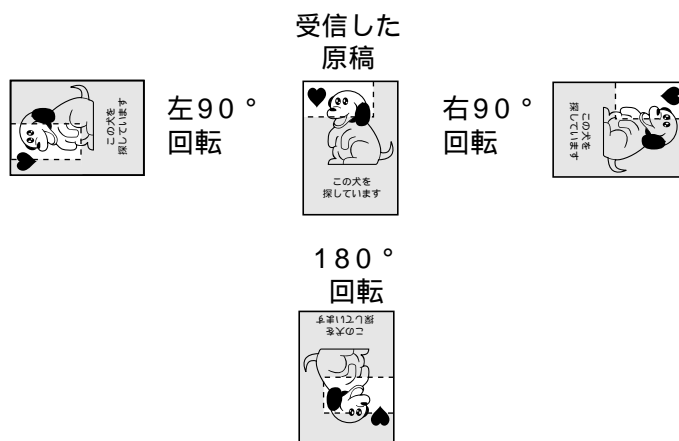 受信した
原稿
左90°
回転
この犬を
探しています
右90°
回転
この犬を
探しています
この犬を
探しています
180°
回転
この犬を
探しています